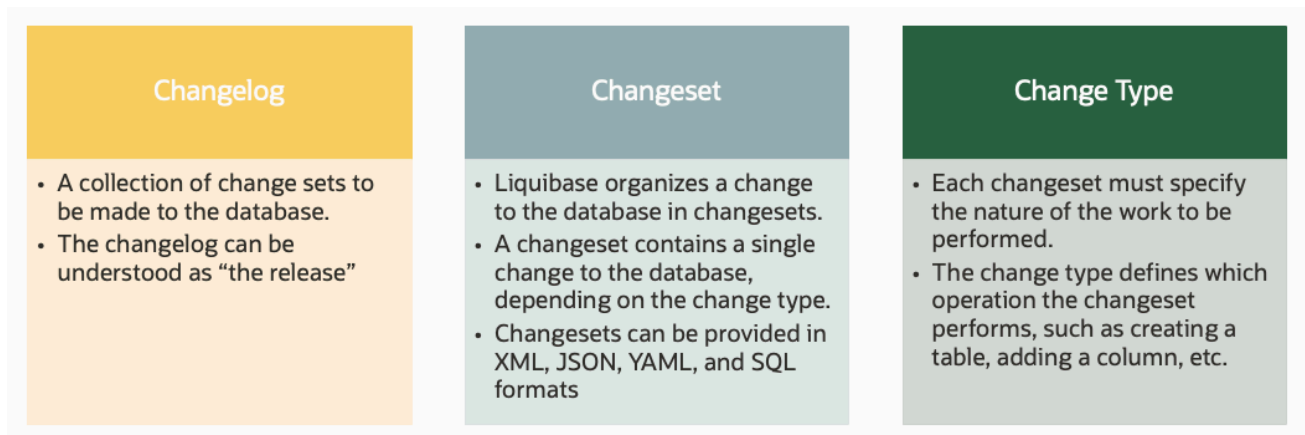 Changelog
• A collection of change sets to
be made to the database.
• The changelog can be
understood as “the release”
Changeset
• Liquibase organizes a change
to the database in changesets.
• A changeset contains a single
change to the database,
depending on the change type.
• Changesets can be provided in
XML, JSON, YAML, and SQL
formats
Change Type
• Each changeset must specify
the nature of the work to be
performed.
• The change type defines which
operation the changeset
performs, such as creating a
table, adding a column, etc.